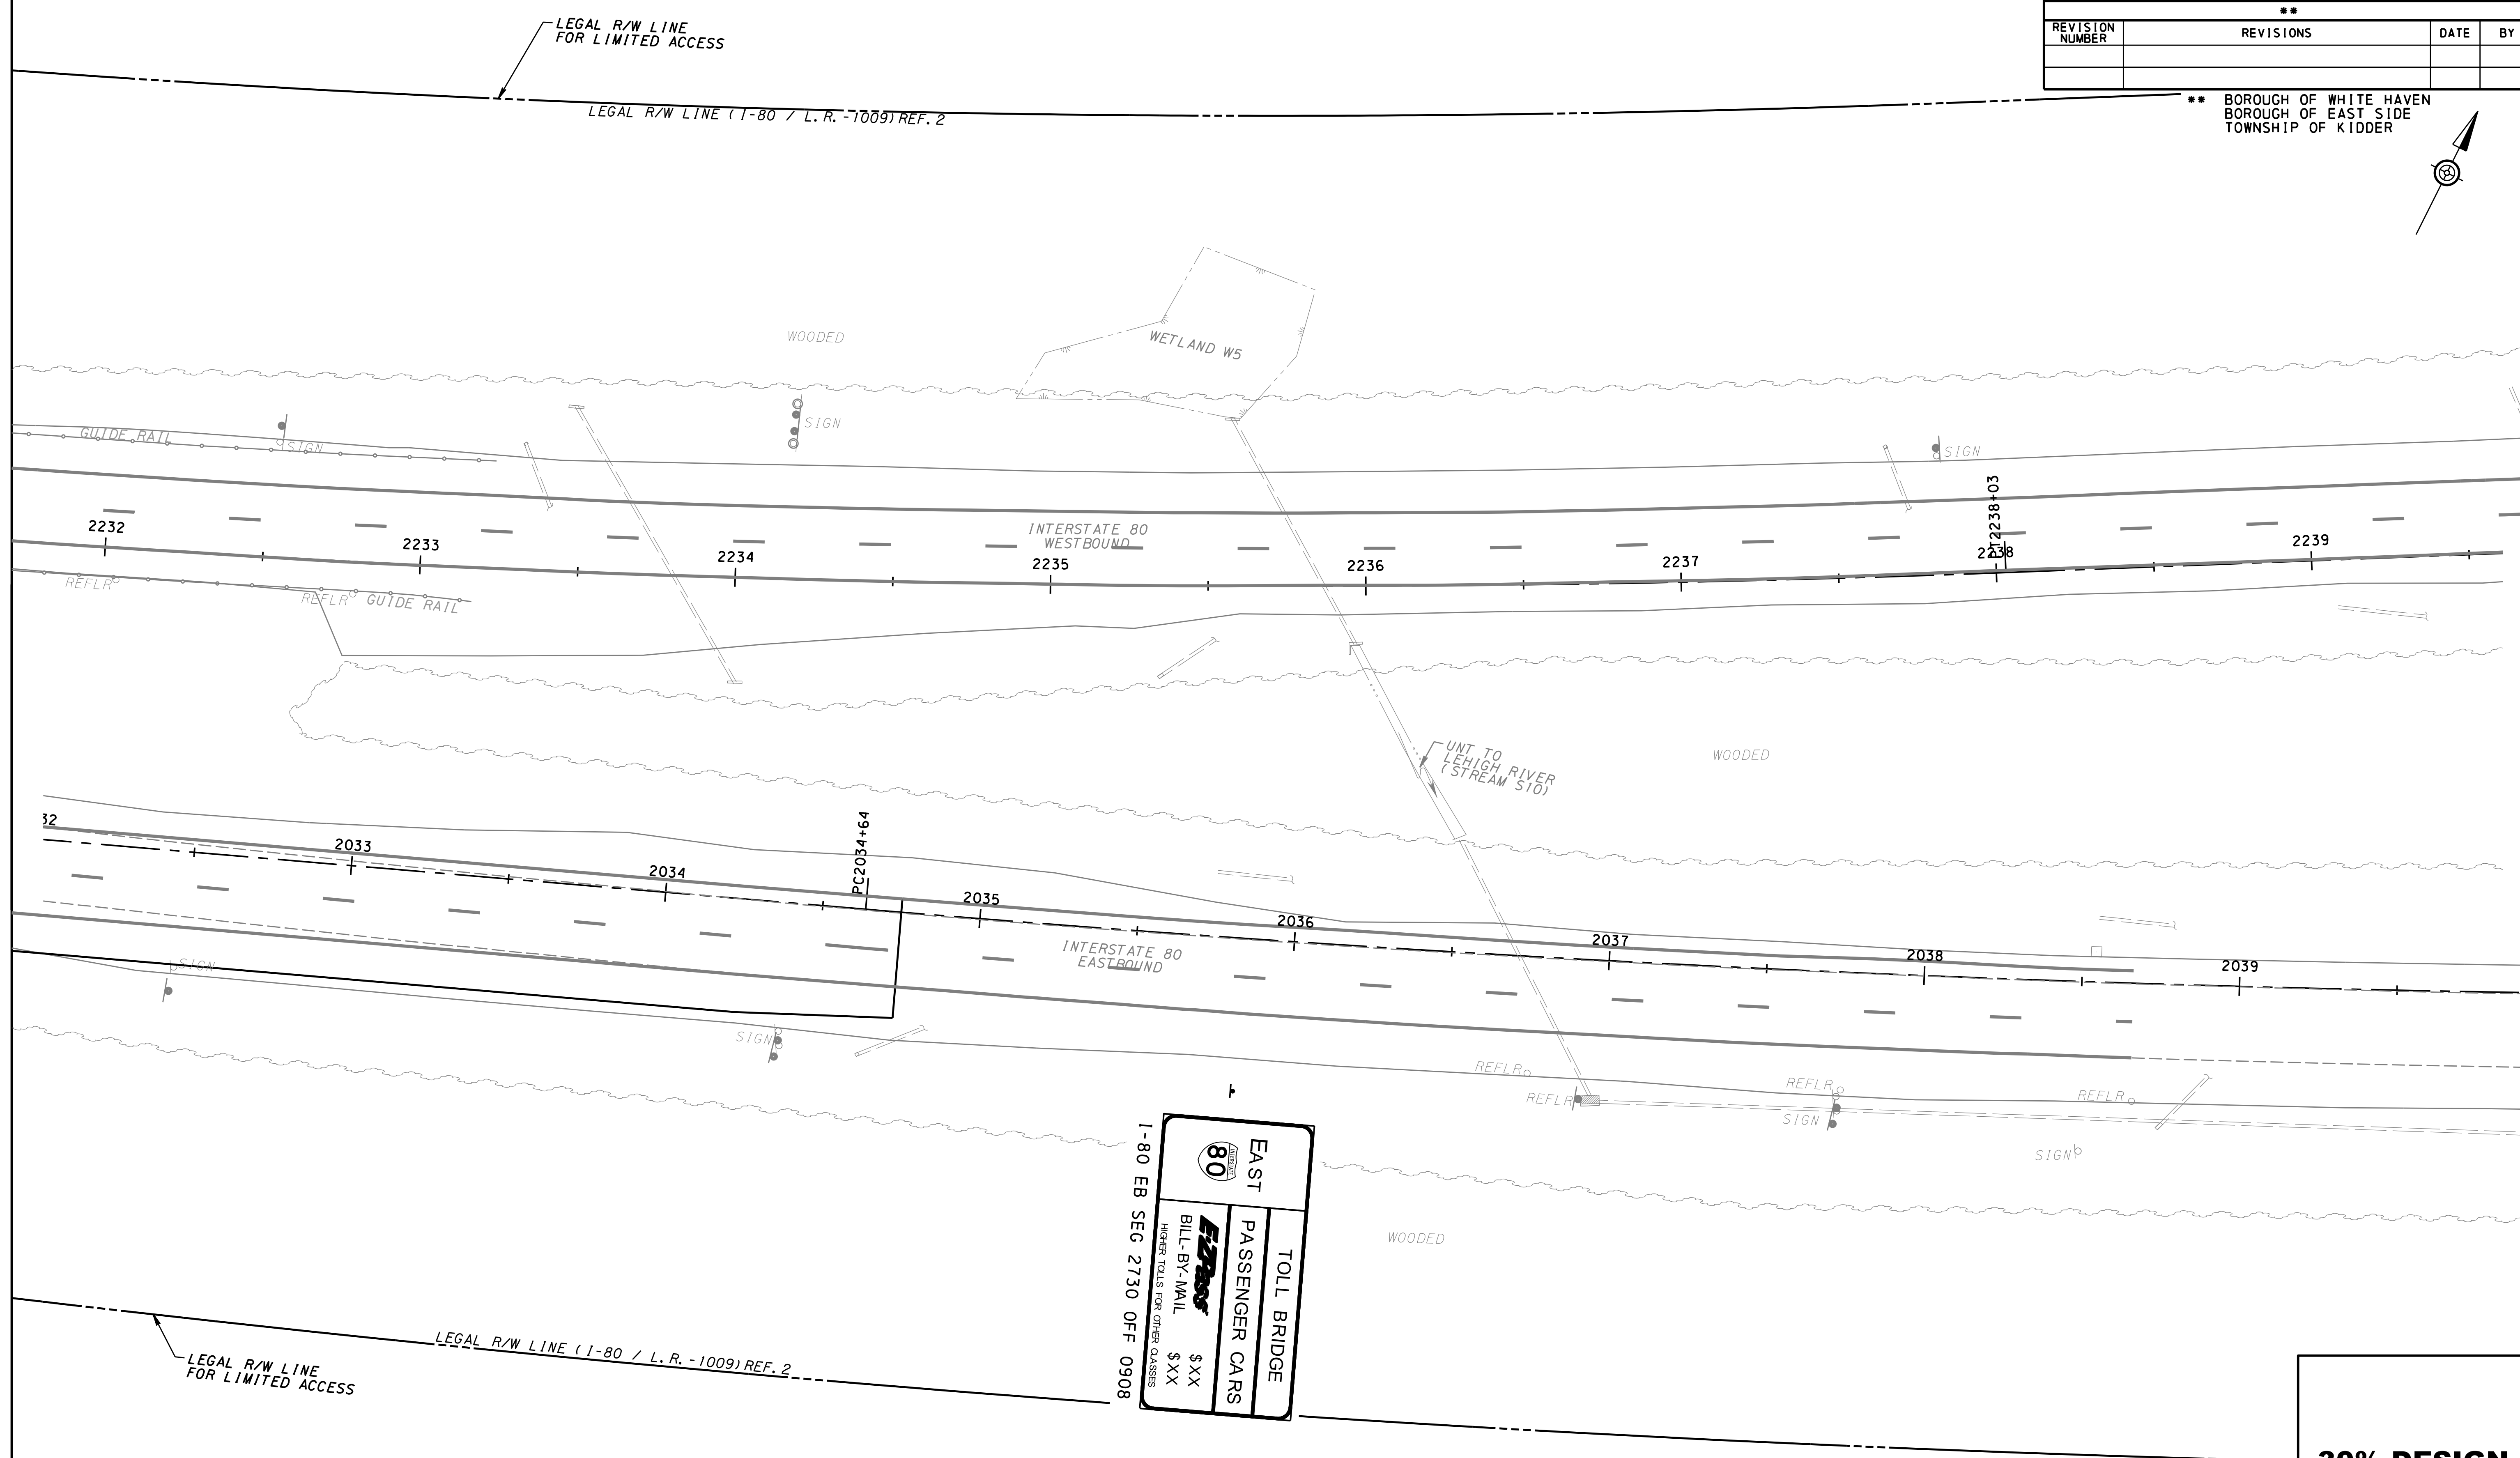 LEGAL R/W LINE
FOR LIMITED ACCESS
LEGAL R/W LINE (I-80 / L.R.-1009) REF.2
**
REVISION NUMBER REVISIONS DATE BY
** BOROUGH OF WHITE HAVEN
BOROUGH OF EAST SIDE
TOWNSHIP OF KIDDER
WOODED
WETLAND W5
GUIDE RAIL
SIGN
SIGN
SIGN
PT2238+03
INTERSTATE 80
WESTBOUND
2232
2233
2234
2235
2236
2237
2238
2239
REFLR
REFLR
GUIDE RAIL
UNT TO
LEHIGH RIVER
(STREAM S10)
WOODED
32
2033
2034
PC2034+64
2035
2036
2037
2038
2039
INTERSTATE 80
EASTBOUND
SIGN
SIGN
REFLR
REFLR
REFLR
REFLR
SIGN
SIGN
WOODED
TOLL BRIDGE
PASSENGER CARS
EAST
INTERSTATE
80
E-ZPass $XX
BILL-BY-MAIL $XX
HIGHER TOLLS FOR OTHER CLASSES
I-80 EB SEG 2730 OFF 0908
LEGAL R/W LINE (I-80 / L.R.-1009) REF.2
LEGAL R/W LINE
FOR LIMITED ACCESS
30% DESIGN